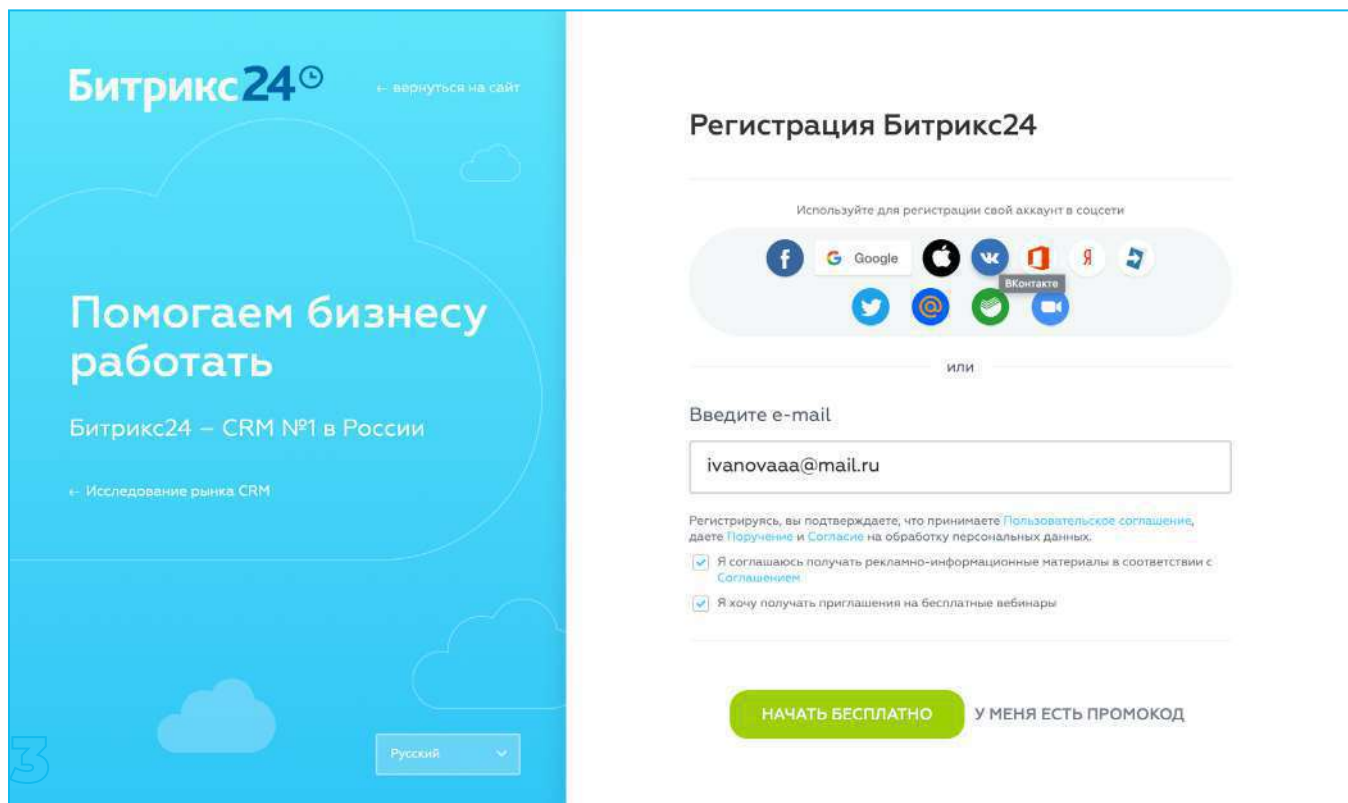 Битрикс24
← вернуться на сайт
Помогаем бизнесу
работать
Битрикс24 – CRM №1 в России
← Исследование рынка CRM
Русский
3
Регистрация Битрикс24
Используйте для регистрации свой аккаунт в соцсети
Google
ВКонтакте
или
Введите e-mail
ivanovaaa@mail.ru
Регистрируясь, вы подтверждаете, что принимаете Пользовательское соглашение,
даете Поручение и Согласие на обработку персональных данных.
Я соглашаюсь получать рекламно-информационные материалы в соответствии с
Соглашением
Я хочу получать приглашения на бесплатные вебинары
НАЧАТЬ БЕСПЛАТНО
У МЕНЯ ЕСТЬ ПРОМОКОД